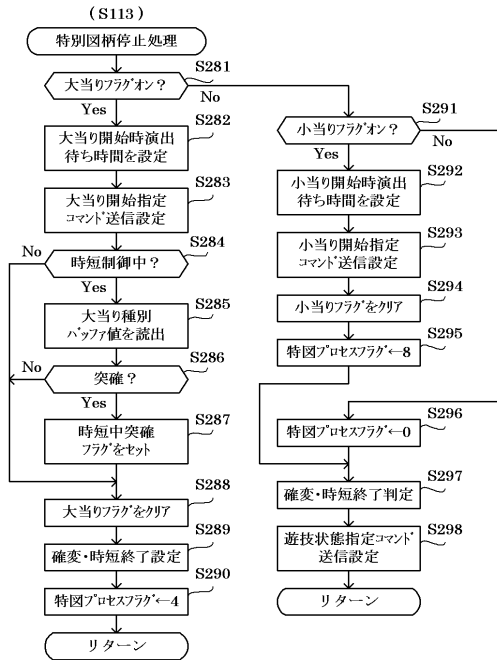 (S113)
特別図柄停止処理
S281
大当りフラグオン？
No
Yes
S282
大当り開始時演出
待ち時間を設定
S283
大当り開始指定
コマンド送信設定
S284
No
時短制御中？
Yes
S285
大当り種別
バッファ値を読出
S286
No
突確？
Yes
S287
時短中突確
フラグをセット
S288
大当りフラグをクリア
S289
確変・時短終了設定
S290
特図プロセスフラグ←4
リターン
S291
小当りフラグオン？
No
Yes
S292
小当り開始時演出
待ち時間を設定
S293
小当り開始指定
コマンド送信設定
S294
小当りフラグをクリア
S295
特図プロセスフラグ←8
S296
特図プロセスフラグ←0
S297
確変・時短終了判定
S298
遊技状態指定コマンド
送信設定
リターン